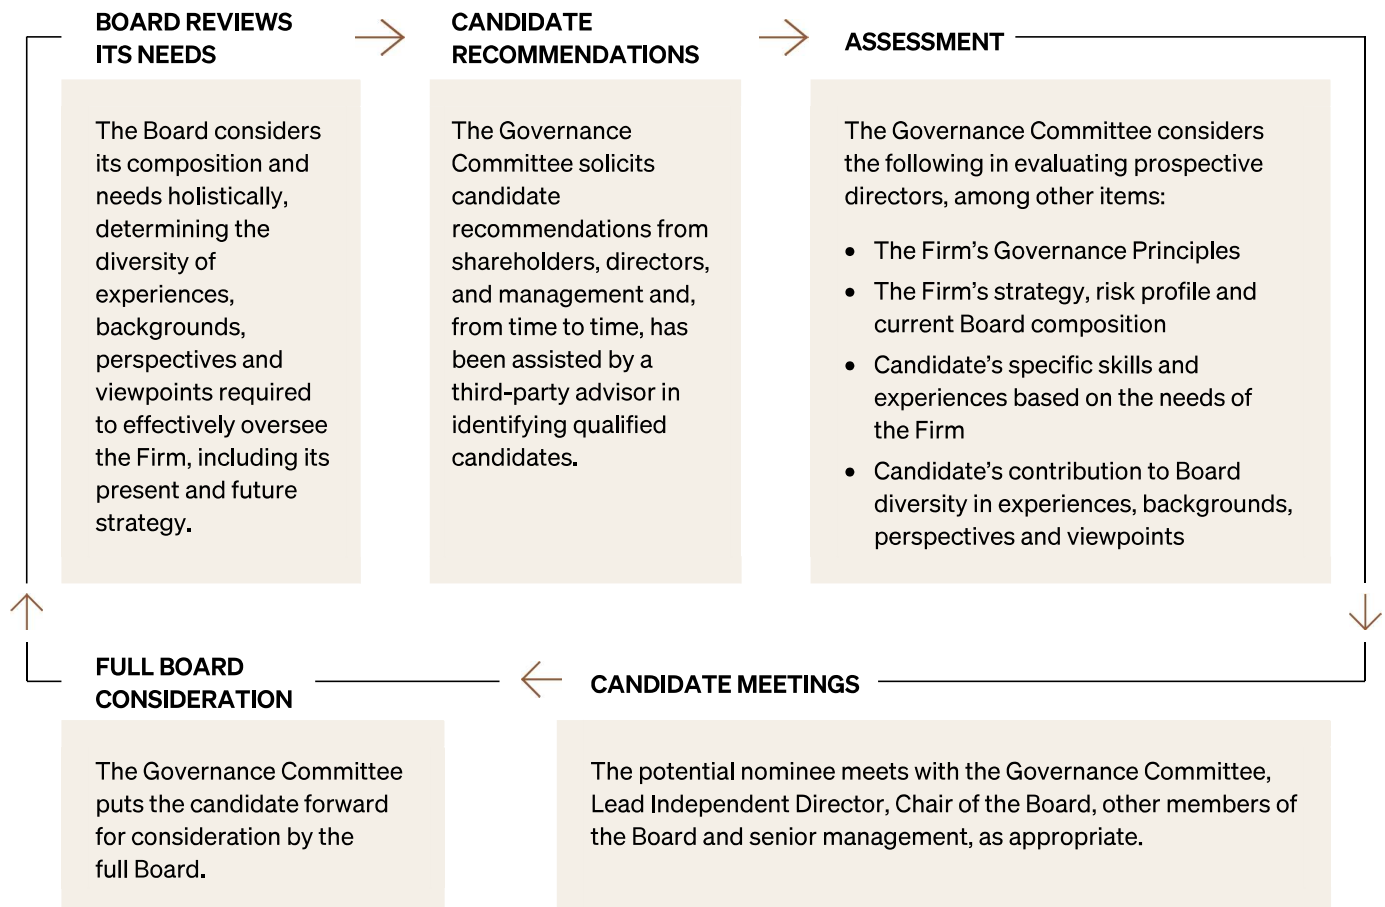 BOARD REVIEWS
ITS NEEDS
The Board considers
its composition and
needs holistically,
determining the
diversity of
experiences,
backgrounds,
perspectives and
viewpoints required
to effectively oversee
the Firm, including its
present and future
strategy.
CANDIDATE
RECOMMENDATIONS
The Governance
Committee solicits
candidate
recommendations from
shareholders, directors,
and management and,
from time to time, has
been assisted by a
third-party advisor in
identifying qualified
candidates.
ASSESSMENT
The Governance Committee considers
the following in evaluating prospective
directors, among other items:
• The Firm’s Governance Principles
• The Firm’s strategy, risk profile and
current Board composition
• Candidate’s specific skills and
experiences based on the needs of
the Firm
• Candidate’s contribution to Board
diversity in experiences, backgrounds,
perspectives and viewpoints
CANDIDATE MEETINGS
The potential nominee meets with the Governance Committee,
Lead Independent Director, Chair of the Board, other members of
the Board and senior management, as appropriate.
FULL BOARD
CONSIDERATION
The Governance Committee
puts the candidate forward
for consideration by the
full Board.